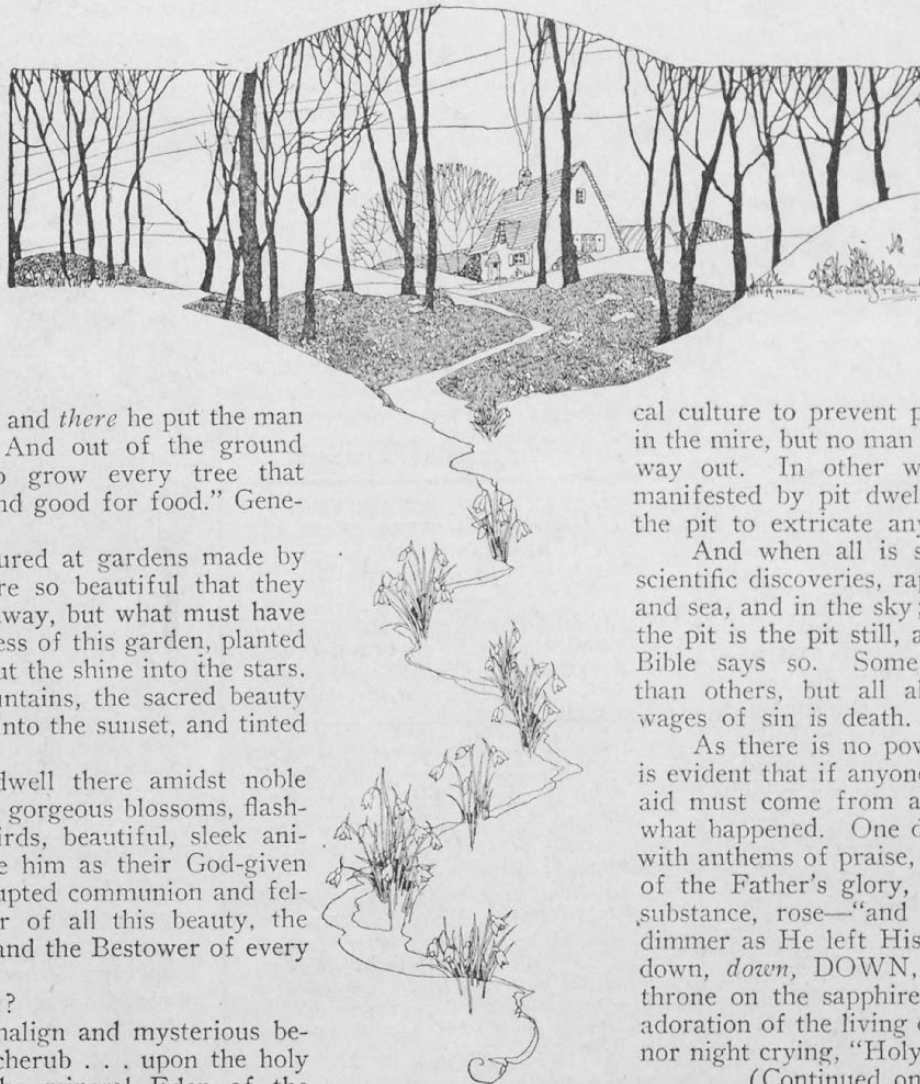 ANNE
and there he put the man
And out of the ground
grow every tree that
nd good for food." Gene-
ured at gardens made by
re so beautiful that they
away, but what must have
ess of this garden, planted
ut the shine into the stars.
untains, the sacred beauty
into the sunset, and tinted
dwell there amidst noble
gorgeous blossoms, flash-
irds, beautiful, sleek ani-
e him as their God-given
upted communion and fel-
r of all this beauty, the
and the Bestower of every
?
malign and mysterious be-
cherub . . . upon the holy
mineral Eden of the
cal culture to prevent p
in the mire, but no man
way out. In other w
manifested by pit dwel
the pit to extricate any
And when all is s
scientific discoveries, ra
and sea, and in the sky,
the pit is the pit still, a
Bible says so. Some
than others, but all al
wages of sin is death.
As there is no pov
is evident that if anyone
aid must come from a
what happened. One o
with anthems of praise,
of the Father's glory,
substance, rose—"and
dimmer as He left His
down, down, DOWN,
throne on the sapphire
adoration of the living
nor night crying, "Holy
(Continued on